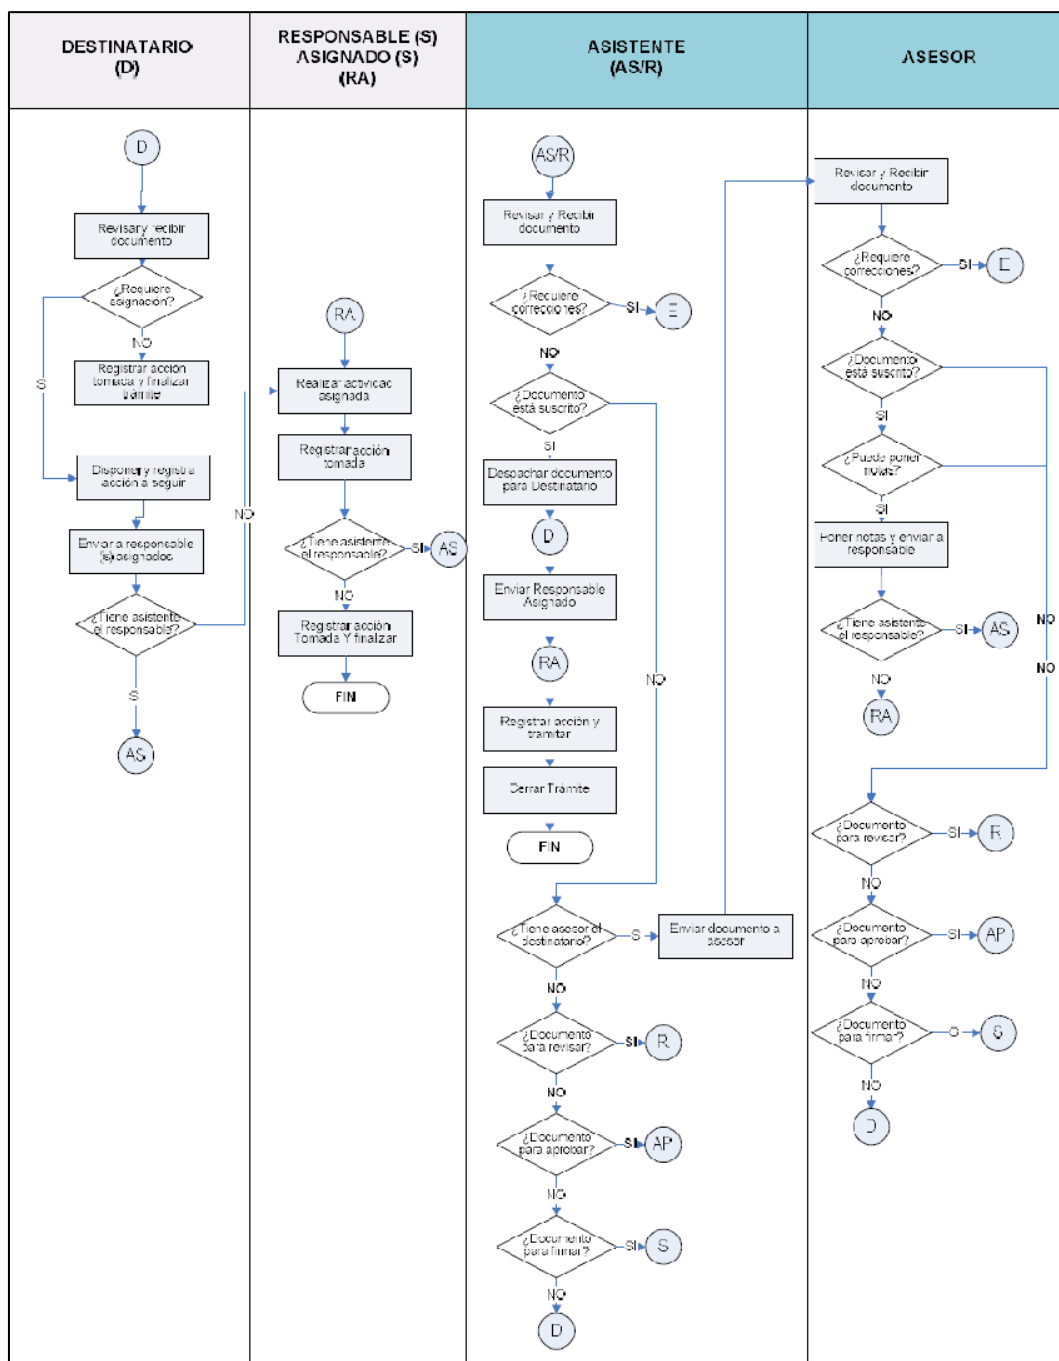 DESTINATARIO
(D)
RESPONSABLE (S)
ASIGNADO (S)
(RA)
ASISTENTE
(AS/R)
ASESOR
D
Revisar y recibir
documento
¿Requiere
asignación?
NO
Registrar acción
tomada y finalizar
trámite
S
Disponer y registra
acción a seguir
Enviar a responsable
(s) asignados
¿Tiene asistente
el responsable?
NO
S
AS
RA
Realizar actividad
asignada
Registrar acción
tomada
¿Tiene asistente
el responsable?
SI
AS
NO
Registrar acción
Tomada Y finalizar
FIN
AS/R
Revisar y Recibir
documento
¿Requiere
correcciones?
SI
E
NO
¿Documento
está suscrito?
SI
Despachar documento
para Destinatario
D
Enviar Responsable
Asignado
RA
NO
Registrar acción y
tramitar
Cerrar Trámite
FIN
¿Tiene asesor el
destinatario?
S
Enviar documento a
asesor
NO
¿Documento
para revisar?
SI
R
NO
¿Documento
para aprobar?
SI
AP
NO
¿Documento
para firmar?
SI
S
NO
D
Revisar y Recibir
documento
¿Requiere
correcciones?
SI
E
NO
¿Documento
está suscrito?
SI
¿Puede poner
notas?
SI
Poner notas y enviar a
responsable
¿Tiene asistente
el responsable?
SI
AS
NO
NO
NO
RA
¿Documento
para revisar?
SI
R
NO
¿Documento
para aprobar?
SI
AP
NO
¿Documento
para firmar?
S
S
NO
D